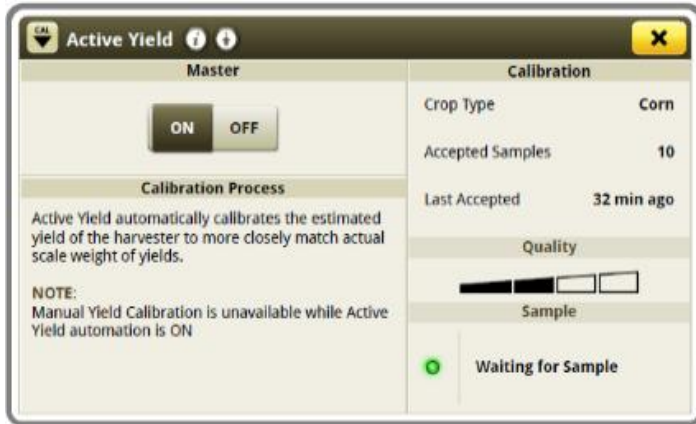 CAL
Active Yield
Master
ON OFF
Calibration Process
Active Yield automatically calibrates the estimated
yield of the harvester to more closely match actual
scale weight of yields.
NOTE:
Manual Yield Calibration is unavailable while Active
Yield automation is ON
Calibration
Crop Type Corn
Accepted Samples 10
Last Accepted 32 min ago
Quality
Sample
Waiting for Sample